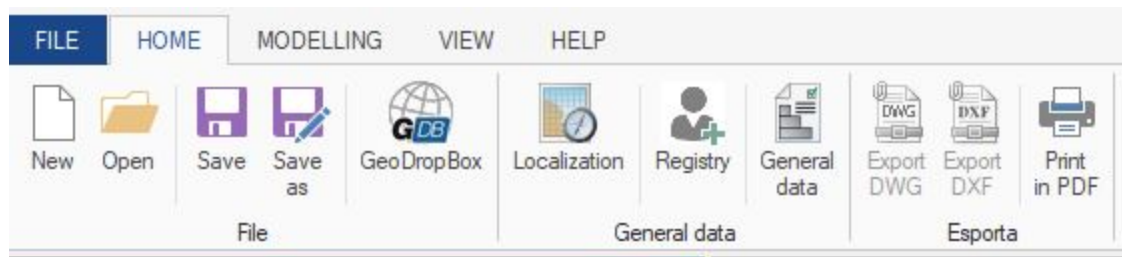 FILE HOME MODELLING VIEW HELP
DWG DXF
G DB
New Open Save Save as GeoDropBox Localization Registry General data Export DWG Export DXF Print in PDF
File General data Esporta